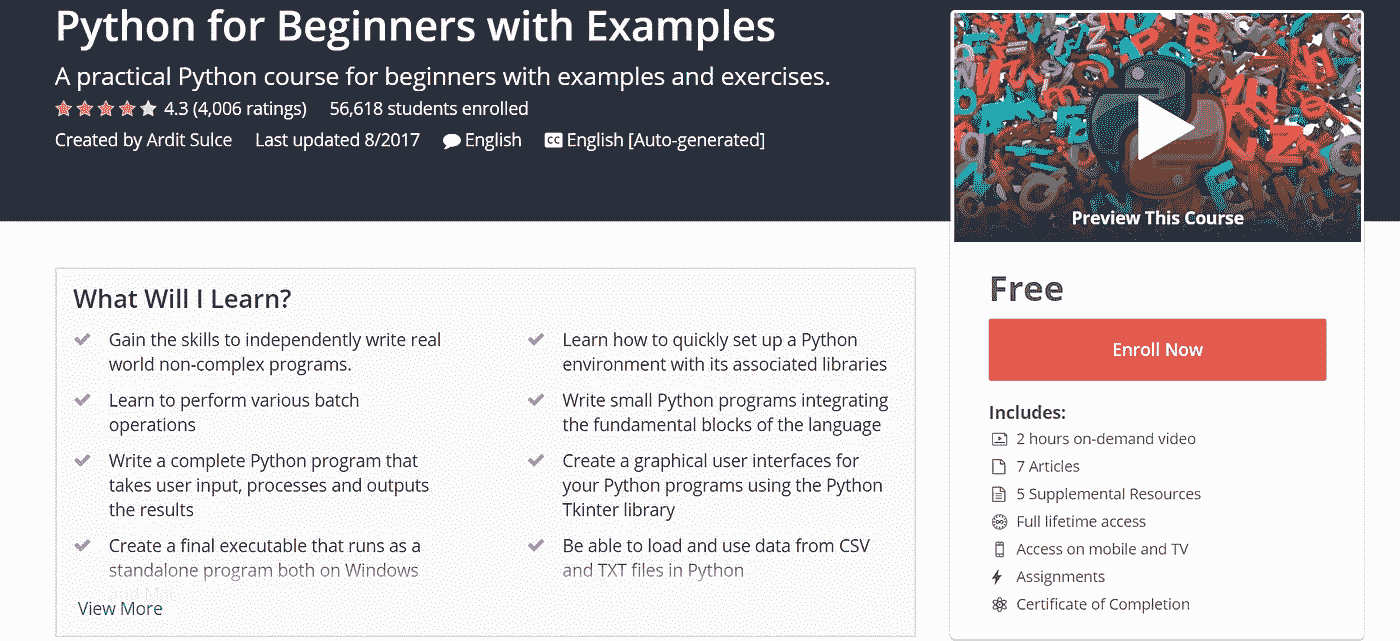 Python for Beginners with Examples
A practical Python course for beginners with examples and exercises.
4.3 (4,006 ratings) 56,618 students enrolled
Created by Ardit Sulce Last updated 8/2017 English CC English [Auto-generated]
Preview This Course
What Will I Learn?
Gain the skills to independently write real
world non-complex programs.
Learn to perform various batch
operations
Write a complete Python program that
takes user input, processes and outputs
the results
Create a final executable that runs as a
standalone program both on Windows
and Mac
View More
Learn how to quickly set up a Python
environment with its associated libraries
Write small Python programs integrating
the fundamental blocks of the language
Create a graphical user interfaces for
your Python programs using the Python
Tkinter library
Be able to load and use data from CSV
and TXT files in Python
Free
Enroll Now
Includes:
2 hours on-demand video
7 Articles
5 Supplemental Resources
Full lifetime access
Access on mobile and TV
Assignments
Certificate of Completion